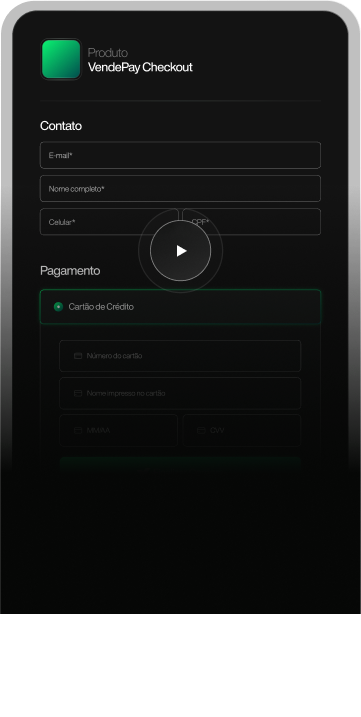 Produto
VendePay Checkout
Contato
E-mail*
Nome completo*
Celular*
CPF*
Pagamento
Cartão de Crédito
Número do cartão
Nome impresso no cartão
MM/AA
CVV